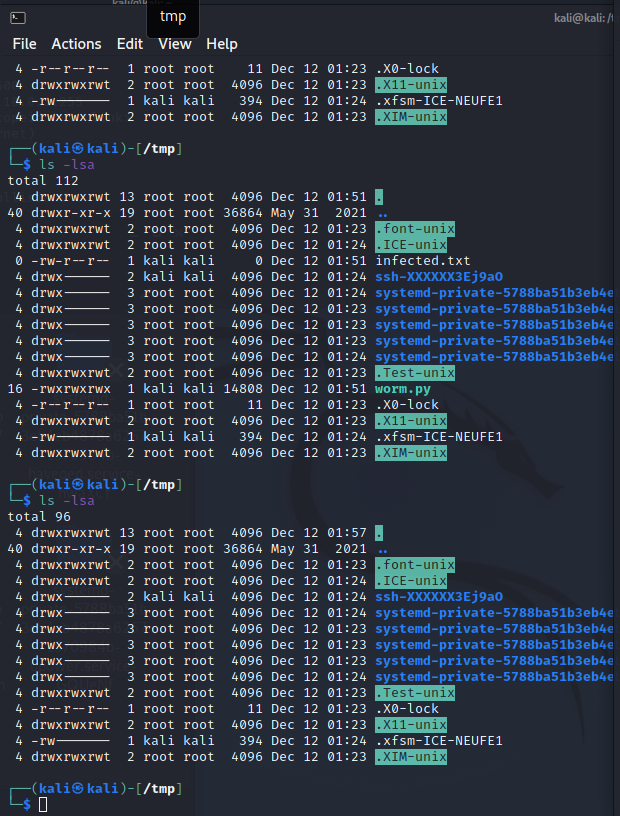 tmp
kali@kali: /t
File Actions Edit View Help
4 -r--r--r-- 1 root root 11 Dec 12 01:23 .X0-lock
4 drwxrwxrwt 2 root root 4096 Dec 12 01:23 .X11-unix
4 -rw------- 1 kali kali 394 Dec 12 01:24 .xfsm-ICE-NEUFE1
4 drwxrwxrwt 2 root root 4096 Dec 12 01:23 .XIM-unix
┌──(kali㉿kali)-[/tmp]
└─$ ls -lsa
total 112
4 drwxrwxrwt 13 root root 4096 Dec 12 01:51 .
40 drwxr-xr-x 19 root root 36864 May 31 2021 ..
4 drwxrwxrwt 2 root root 4096 Dec 12 01:23 .font-unix
4 drwxrwxrwt 2 root root 4096 Dec 12 01:24 .ICE-unix
0 -rw-r--r-- 1 kali kali 0 Dec 12 01:51 infected.txt
4 drwx------ 2 kali kali 4096 Dec 12 01:24 ssh-XXXXXX3Ej9aO
4 drwx------ 3 root root 4096 Dec 12 01:24 systemd-private-5788ba51b3eb4e
4 drwx------ 3 root root 4096 Dec 12 01:23 systemd-private-5788ba51b3eb4e
4 drwx------ 3 root root 4096 Dec 12 01:23 systemd-private-5788ba51b3eb4e
4 drwx------ 3 root root 4096 Dec 12 01:23 systemd-private-5788ba51b3eb4e
4 drwx------ 3 root root 4096 Dec 12 01:24 systemd-private-5788ba51b3eb4e
4 drwxrwxrwt 2 root root 4096 Dec 12 01:23 .Test-unix
16 -rwxrwxrwx 1 kali kali 14808 Dec 12 01:51 worm.py
4 -r--r--r-- 1 root root 11 Dec 12 01:23 .X0-lock
4 drwxrwxrwt 2 root root 4096 Dec 12 01:23 .X11-unix
4 -rw------- 1 kali kali 394 Dec 12 01:24 .xfsm-ICE-NEUFE1
4 drwxrwxrwt 2 root root 4096 Dec 12 01:23 .XIM-unix
┌──(kali㉿kali)-[/tmp]
└─$ ls -lsa
total 96
4 drwxrwxrwt 13 root root 4096 Dec 12 01:57 .
40 drwxr-xr-x 19 root root 36864 May 31 2021 ..
4 drwxrwxrwt 2 root root 4096 Dec 12 01:23 .font-unix
4 drwxrwxrwt 2 root root 4096 Dec 12 01:24 .ICE-unix
4 drwx------ 2 kali kali 4096 Dec 12 01:24 ssh-XXXXXX3Ej9aO
4 drwx------ 3 root root 4096 Dec 12 01:24 systemd-private-5788ba51b3eb4e
4 drwx------ 3 root root 4096 Dec 12 01:23 systemd-private-5788ba51b3eb4e
4 drwx------ 3 root root 4096 Dec 12 01:23 systemd-private-5788ba51b3eb4e
4 drwx------ 3 root root 4096 Dec 12 01:23 systemd-private-5788ba51b3eb4e
4 drwx------ 3 root root 4096 Dec 12 01:24 systemd-private-5788ba51b3eb4e
4 drwxrwxrwt 2 root root 4096 Dec 12 01:23 .Test-unix
4 -r--r--r-- 1 root root 11 Dec 12 01:23 .X0-lock
4 drwxrwxrwt 2 root root 4096 Dec 12 01:23 .X11-unix
4 -rw------- 1 kali kali 394 Dec 12 01:24 .xfsm-ICE-NEUFE1
4 drwxrwxrwt 2 root root 4096 Dec 12 01:23 .XIM-unix
┌──(kali㉿kali)-[/tmp]
└─$